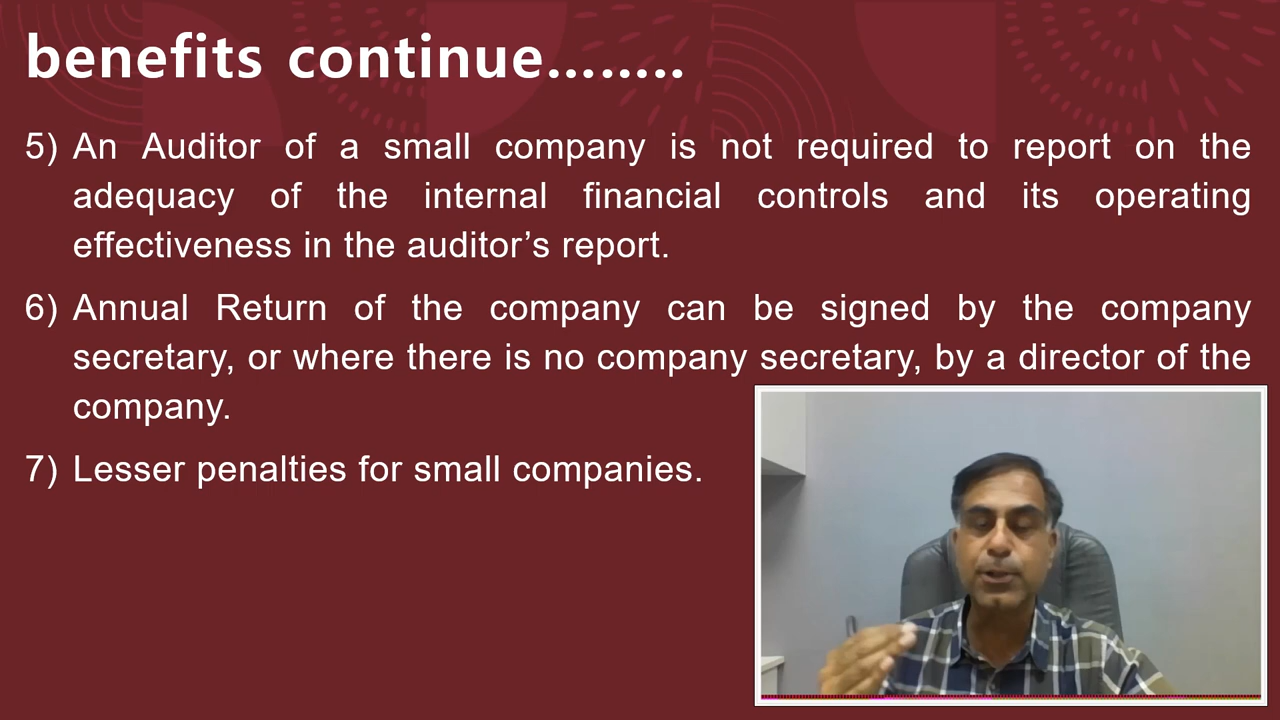 benefits continue........
5) An Auditor of a small company is not required to report on the
adequacy of the internal financial controls and its operating
effectiveness in the auditor’s report.
6) Annual Return of the company can be signed by the company
secretary, or where there is no company secretary, by a director of the
company.
7) Lesser penalties for small companies.